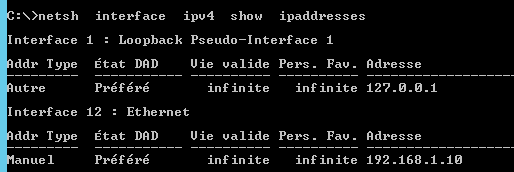 C:\>netsh interface ipv4 show ipaddresses
Interface 1 : Loopback Pseudo-Interface 1
Addr Type État DAD Vie valide Pers. Fav. Adresse
--------- ----------- ---------- ---------- ------------------------
Autre Préféré infinite infinite 127.0.0.1
Interface 12 : Ethernet
Addr Type État DAD Vie valide Pers. Fav. Adresse
--------- ----------- ---------- ---------- ------------------------
Manuel Préféré infinite infinite 192.168.1.10